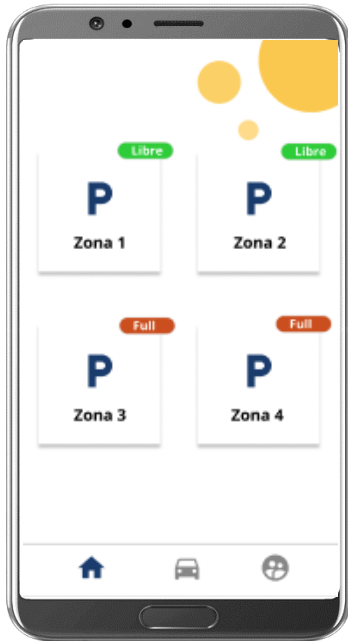 Libre
Libre
P
P
Zona 1
Zona 2
Full
Full
P
P
Zona 3
Zona 4